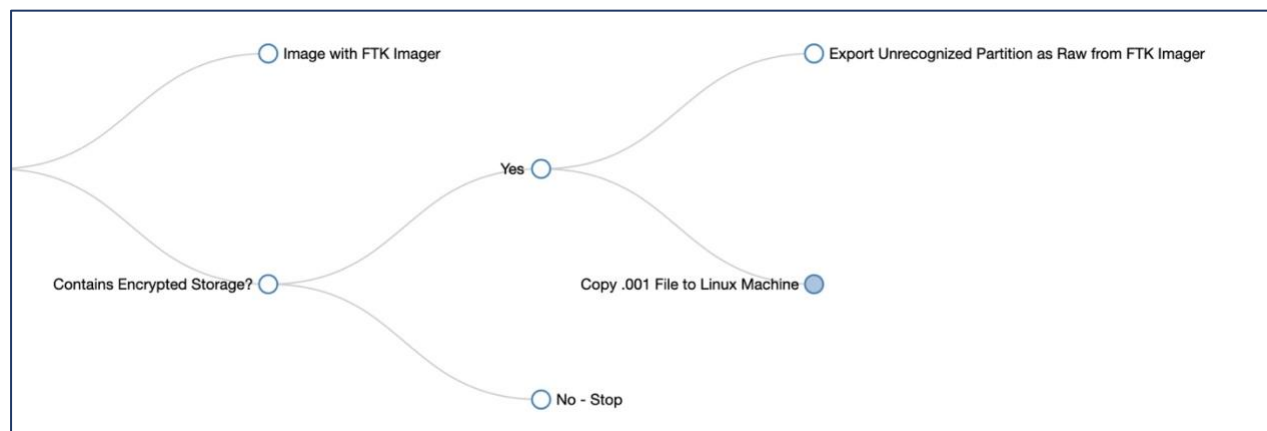 Image with FTK Imager
Export Unrecognized Partition as Raw from FTK Imager
Yes
Contains Encrypted Storage?
Copy .001 File to Linux Machine
No - Stop